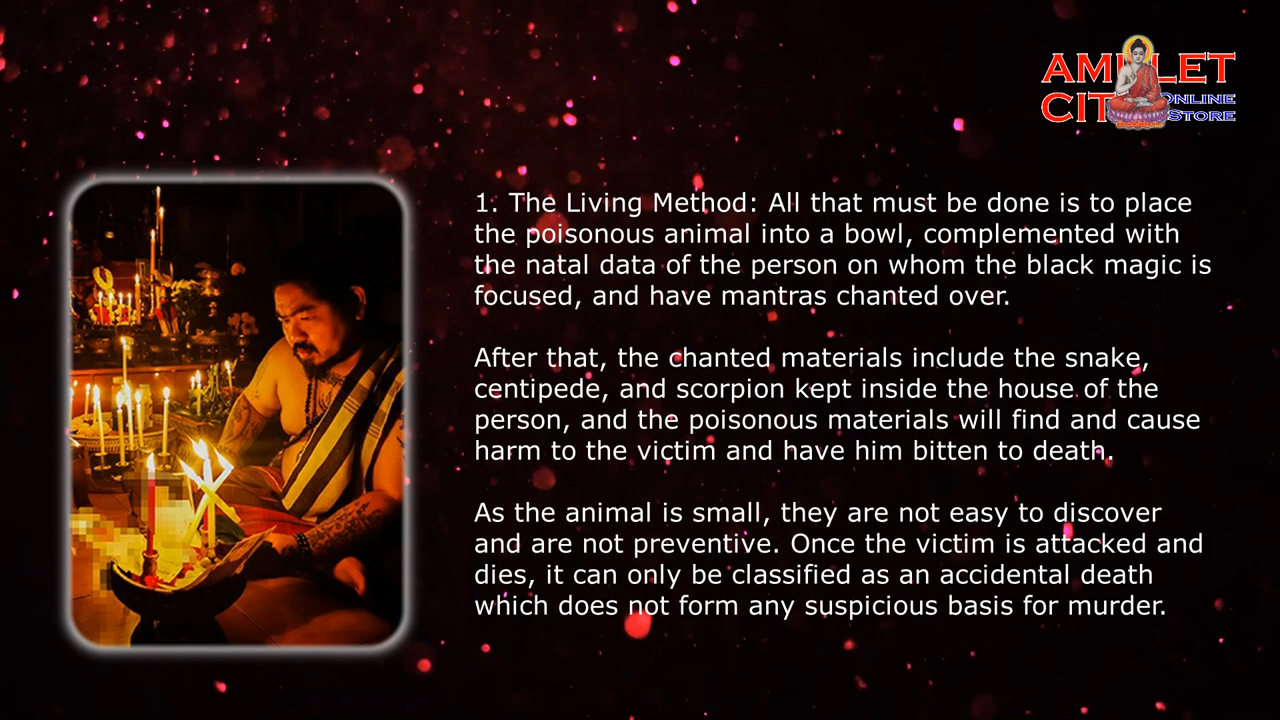 AMULET
CITY ONLINE
STORE
1. The Living Method: All that must be done is to place
the poisonous animal into a bowl, complemented with
the natal data of the person on whom the black magic is
focused, and have mantras chanted over.
After that, the chanted materials include the snake,
centipede, and scorpion kept inside the house of the
person, and the poisonous materials will find and cause
harm to the victim and have him bitten to death.
As the animal is small, they are not easy to discover
and are not preventive. Once the victim is attacked and
dies, it can only be classified as an accidental death
which does not form any suspicious basis for murder.